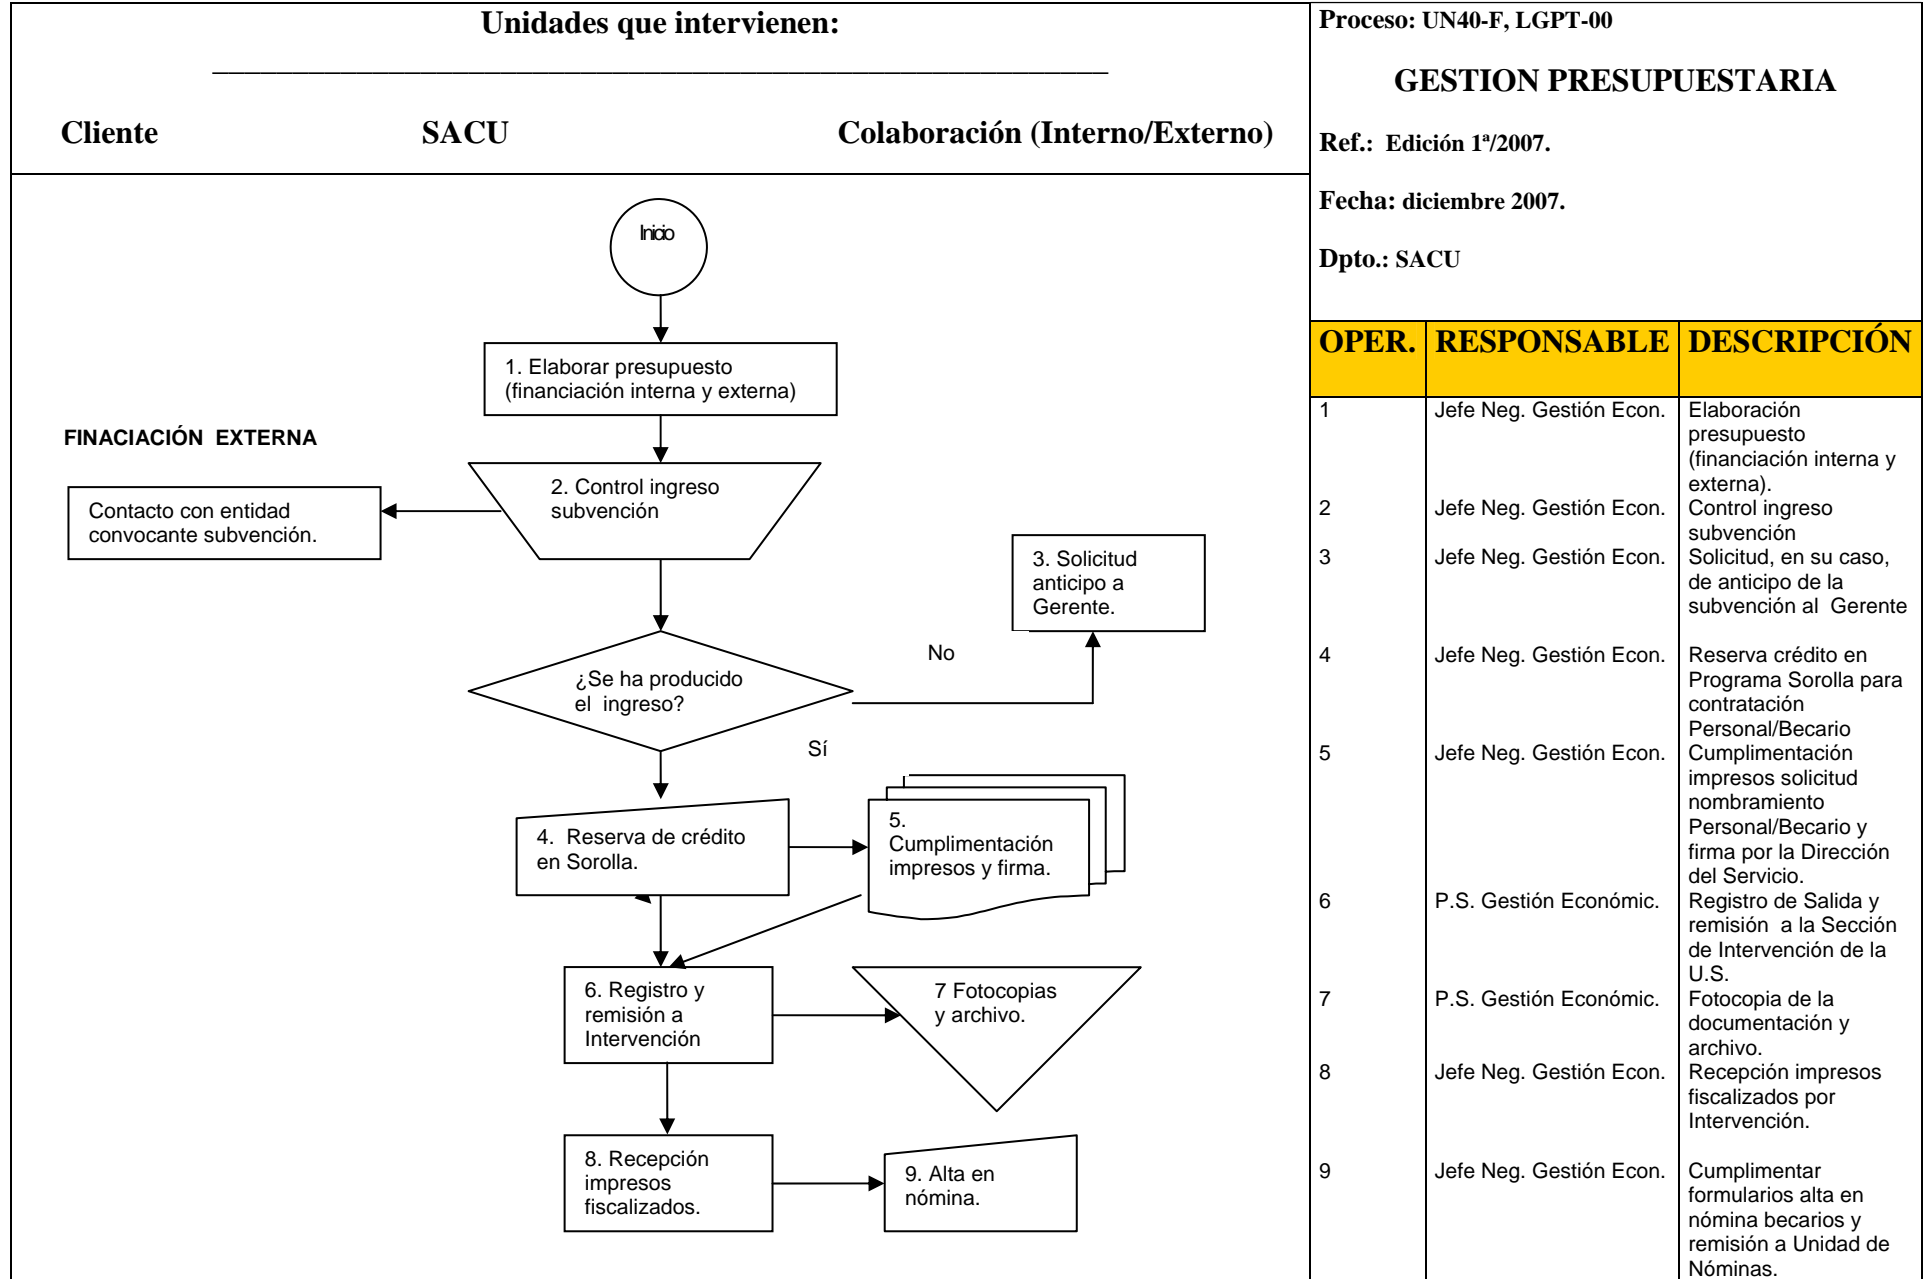 Unidades que intervienen:
Cliente SACU Colaboración (Interno/Externo)
Proceso: UN40-F, LGPT-00
GESTION PRESUPUESTARIA
Ref.: Edición 1ª/2007.
Fecha: diciembre 2007.
Dpto.: SACU
Inicio
1. Elaborar presupuesto
(financiación interna y externa)
FINACIACIÓN EXTERNA
2. Control ingreso
subvención
Contacto con entidad
convocante subvención.
3. Solicitud
anticipo a
Gerente.
No
¿Se ha producido
el ingreso?
Sí
4. Reserva de crédito
en Sorolla.
5.
Cumplimentación
impresos y firma.
6. Registro y
remisión a
Intervención
7 Fotocopias
y archivo.
8. Recepción
impresos
fiscalizados.
9. Alta en
nómina.
OPER. RESPONSABLE DESCRIPCIÓN
1 Jefe Neg. Gestión Econ. Elaboración
presupuesto
(financiación interna y
externa).
2 Jefe Neg. Gestión Econ. Control ingreso
subvención
3 Jefe Neg. Gestión Econ. Solicitud, en su caso,
de anticipo de la
subvención al Gerente
4 Jefe Neg. Gestión Econ. Reserva crédito en
Programa Sorolla para
contratación
Personal/Becario
5 Jefe Neg. Gestión Econ. Cumplimentación
impresos solicitud
nombramiento
Personal/Becario y
firma por la Dirección
del Servicio.
6 P.S. Gestión Económic. Registro de Salida y
remisión a la Sección
de Intervención de la
U.S.
7 P.S. Gestión Económic. Fotocopia de la
documentación y
archivo.
8 Jefe Neg. Gestión Econ. Recepción impresos
fiscalizados por
Intervención.
9 Jefe Neg. Gestión Econ. Cumplimentar
formularios alta en
nómina becarios y
remisión a Unidad de
Nóminas.